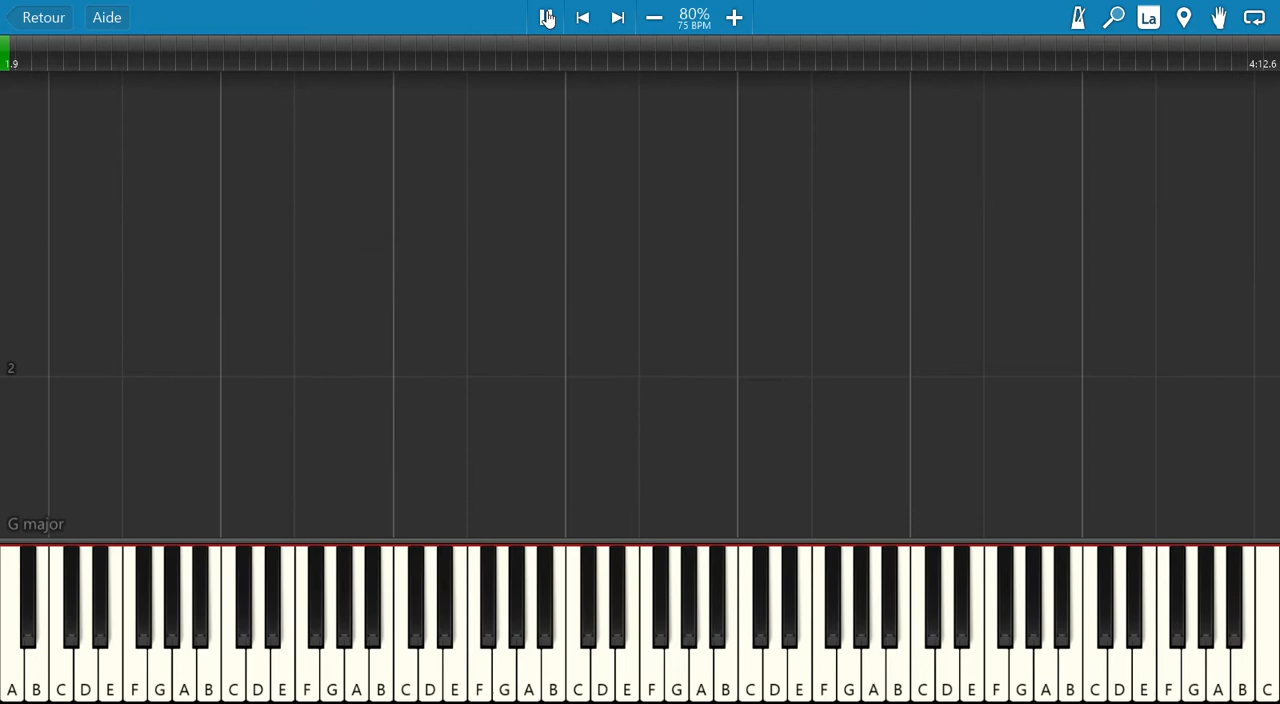 Retour Aide 80% La
75 BPM
1.9 4:12.6
2
G major
A B C D E F G A B C D E F G A B C D E F G A B C D E F G A B C D E F G A B C D E F G A B C D E F G A B C